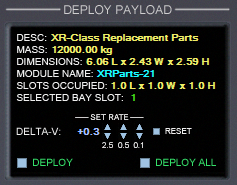 DEPLOY PAYLOAD
DESC: XR-Class Replacement Parts
MASS: 12000.00 kg
DIMENSIONS: 6.06 L x 2.43 W x 2.59 H
MODULE NAME: XRParts-21
SLOTS OCCUPIED: 1.0 L x 1.0 W x 1.0 H
SELECTED BAY SLOT: 1
SET RATE
DELTA-V: +0.3 RESET
2.5 0.5 0.1
DEPLOY DEPLOY ALL